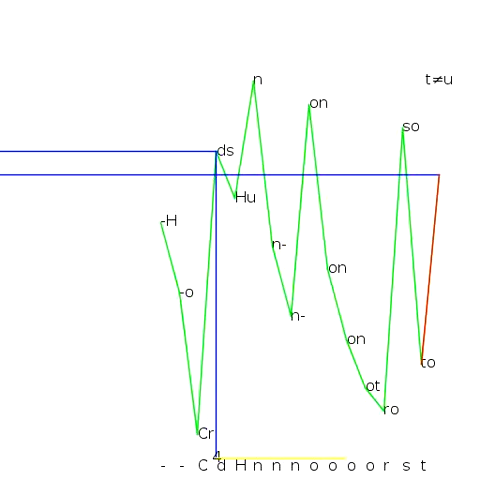 n
t≠u
on
so
ds
Hu
-H
n-
on
-o
n-
on
to
ot
ro
Cr
4
- - C d H n n n o o o o r s t